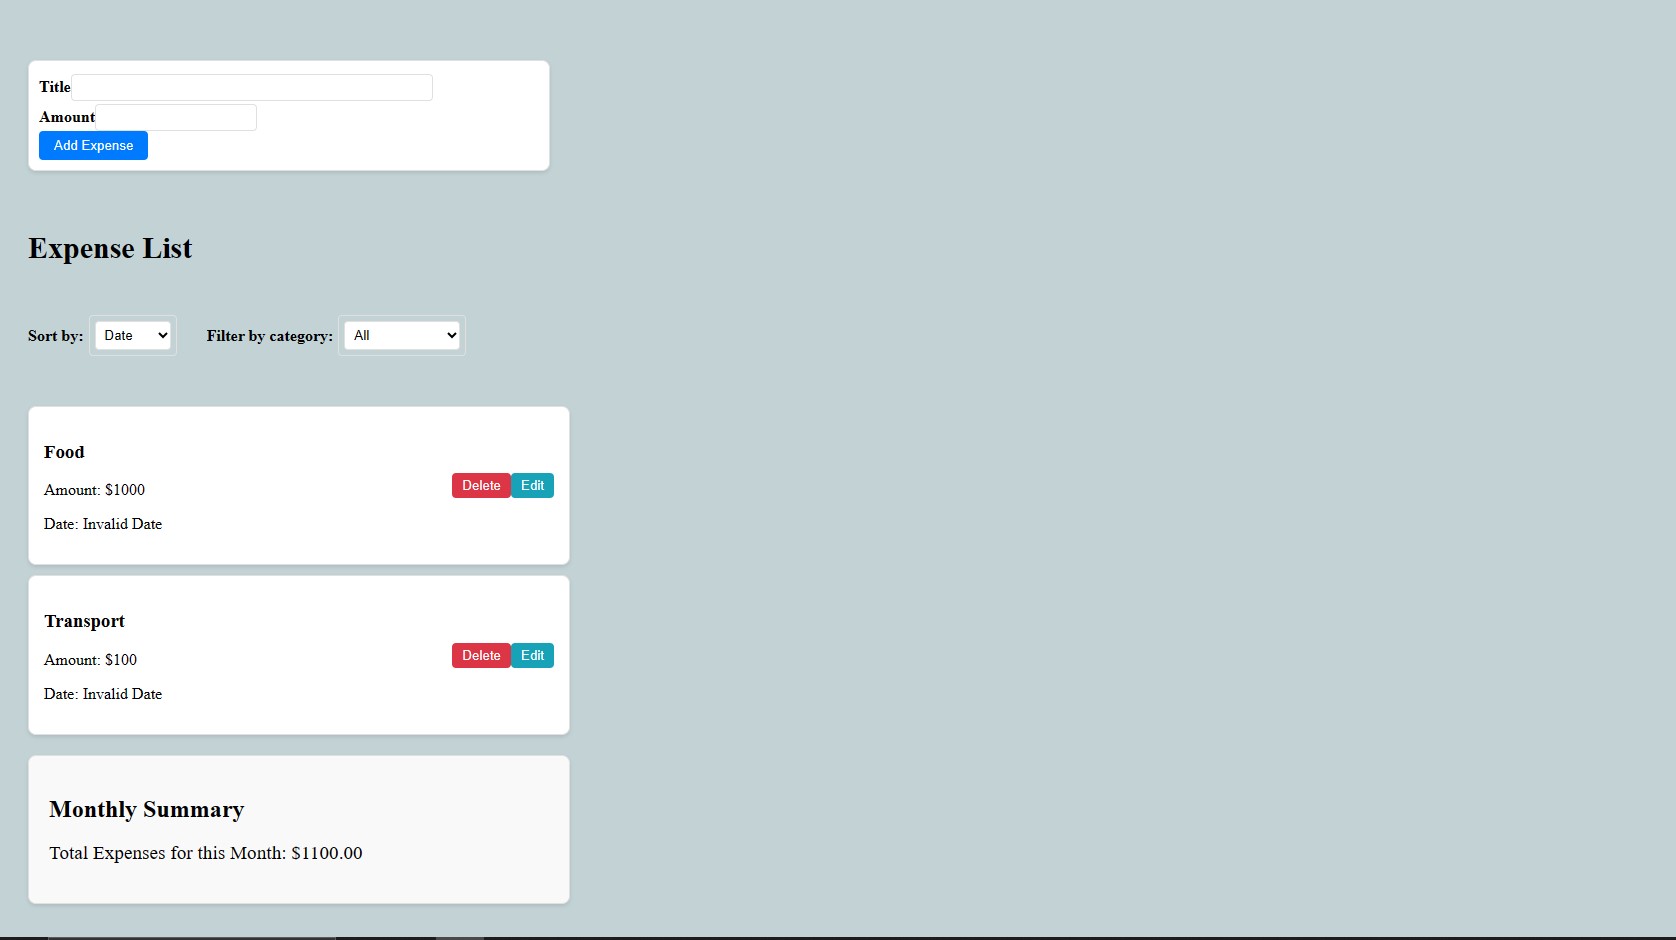 Title
Amount
Add Expense
Expense List
Sort by: Date Filter by category: All
Food
Amount: $1000
Delete Edit
Date: Invalid Date
Transport
Amount: $100
Delete Edit
Date: Invalid Date
Monthly Summary
Total Expenses for this Month: $1100.00